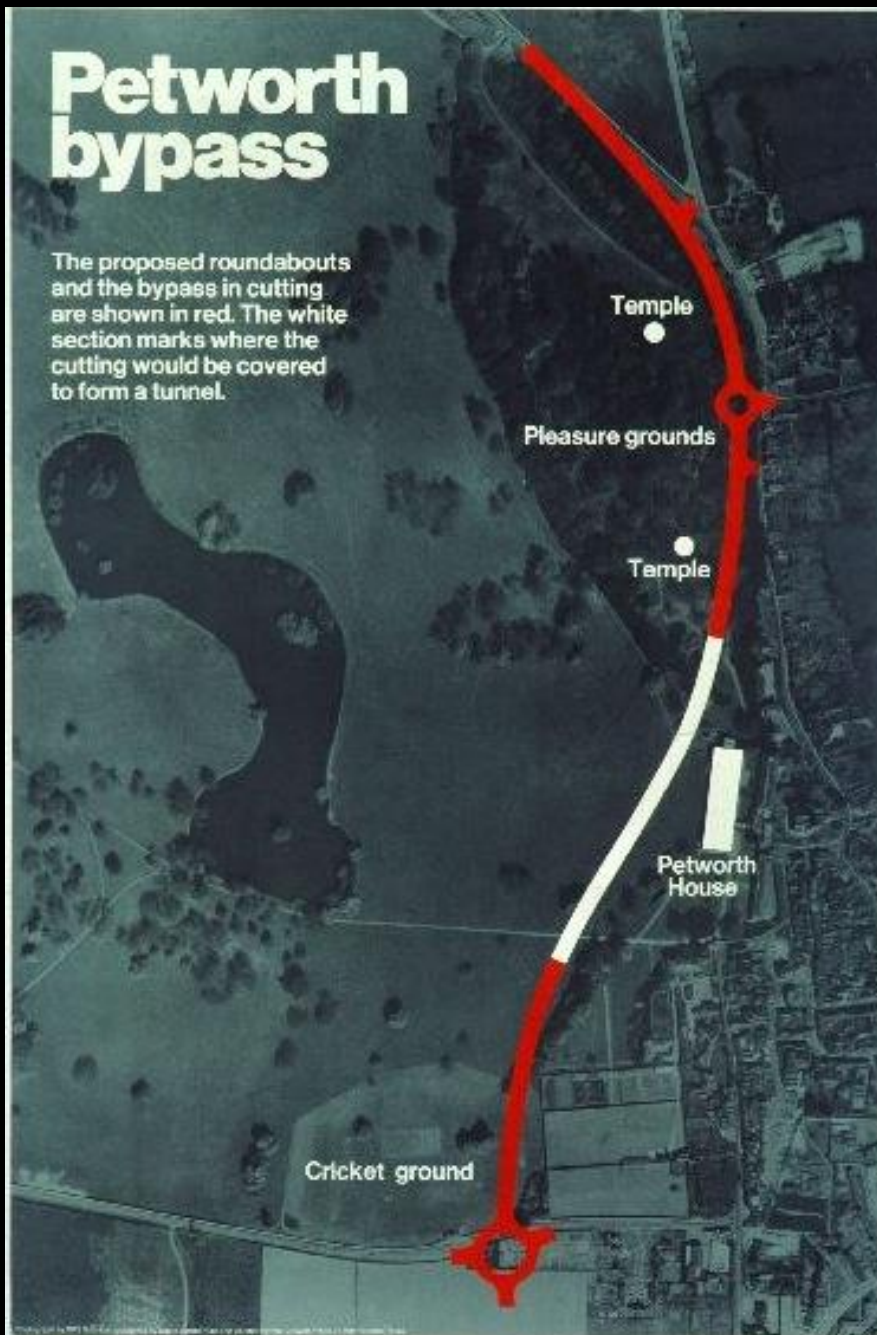 Petworth
bypass
The proposed roundabouts
and the bypass in cutting
are shown in red. The white
section marks where the
cutting would be covered
to form a tunnel.
Temple
Pleasure grounds
Temple
Petworth
House
Cricket ground